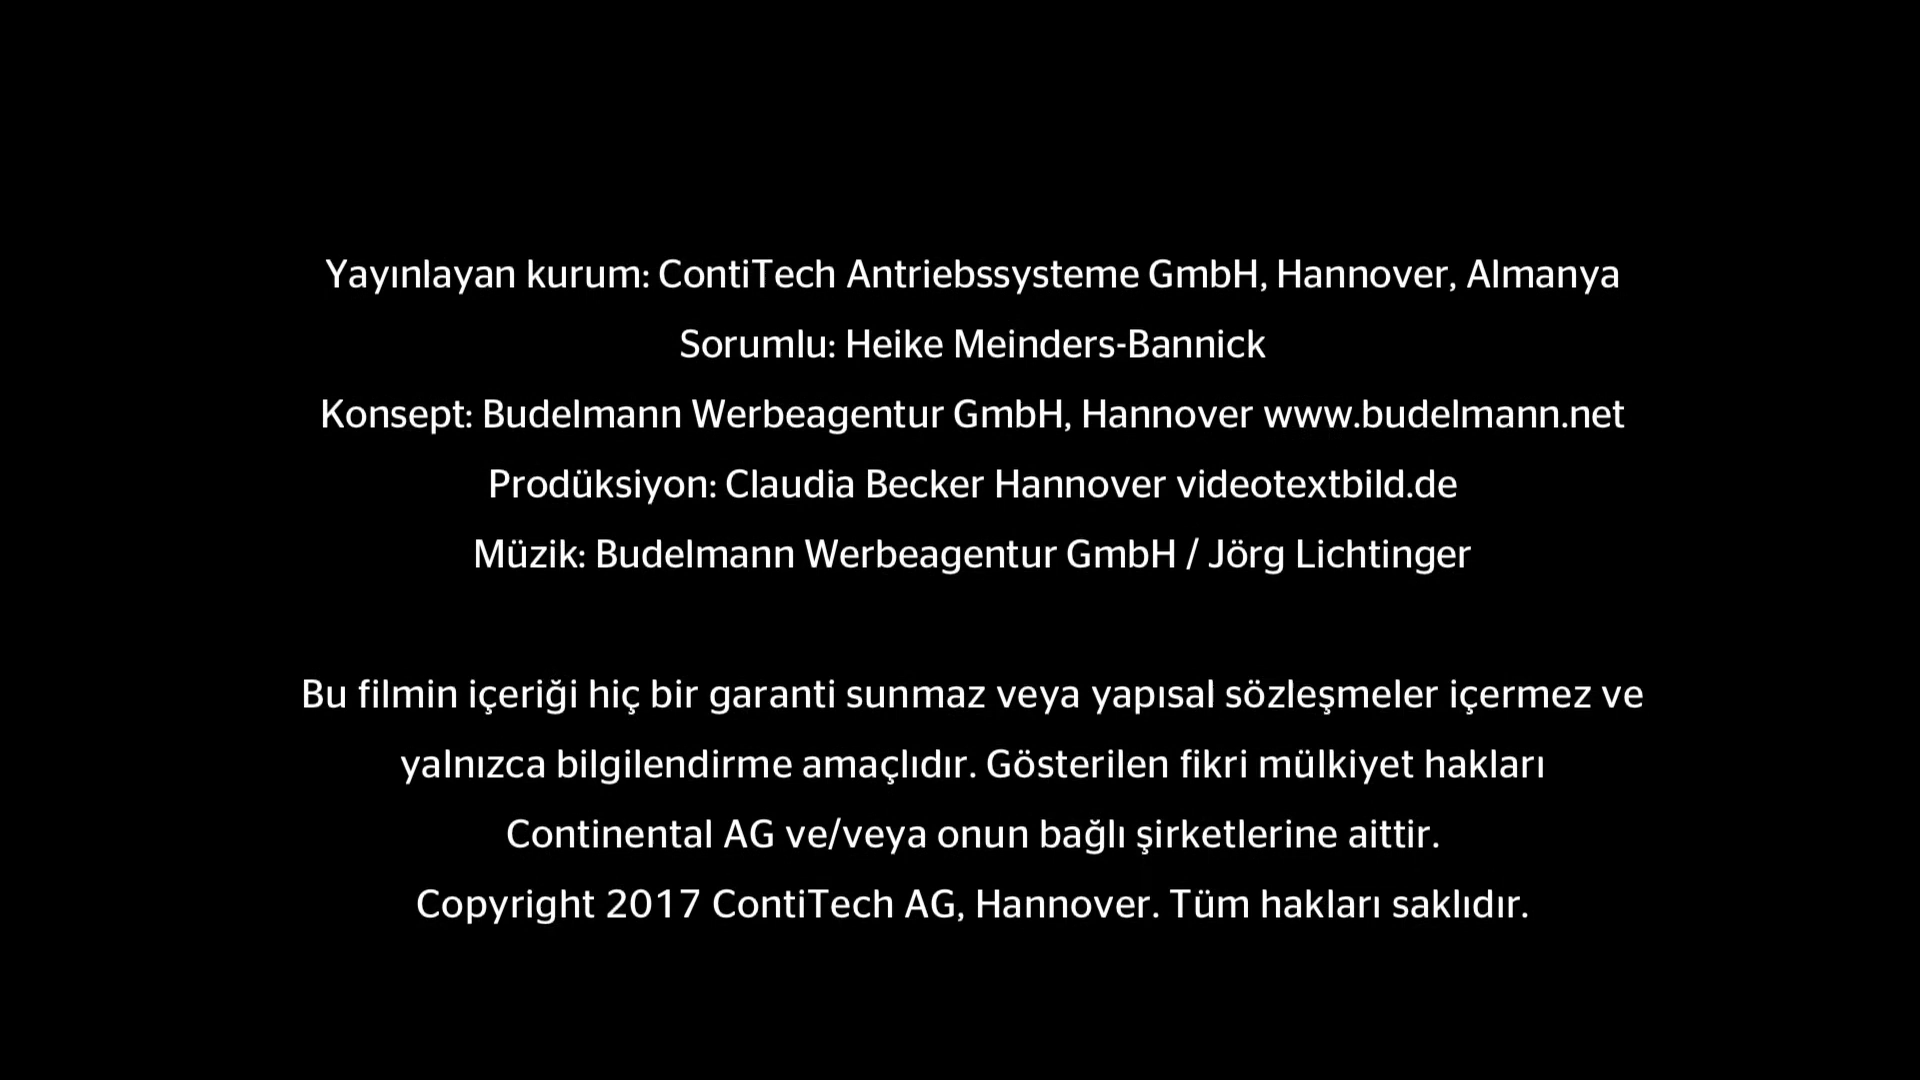 Yayınlayan kurum: ContiTech Antriebssysteme GmbH, Hannover, Almanya
Sorumlu: Heike Meinders-Bannick
Konsept: Budelmann Werbeagentur GmbH, Hannover www.budelmann.net
Prodüksiyon: Claudia Becker Hannover videotextbild.de
Müzik: Budelmann Werbeagentur GmbH / Jörg Lichtinger
Bu filmin içeriği hiç bir garanti sunmaz veya yapısal sözleşmeler içermez ve
yalnızca bilgilendirme amaçlıdır. Gösterilen fikri mülkiyet hakları
Continental AG ve/veya onun bağlı şirketlerine aittir.
Copyright 2017 ContiTech AG, Hannover. Tüm hakları saklıdır.